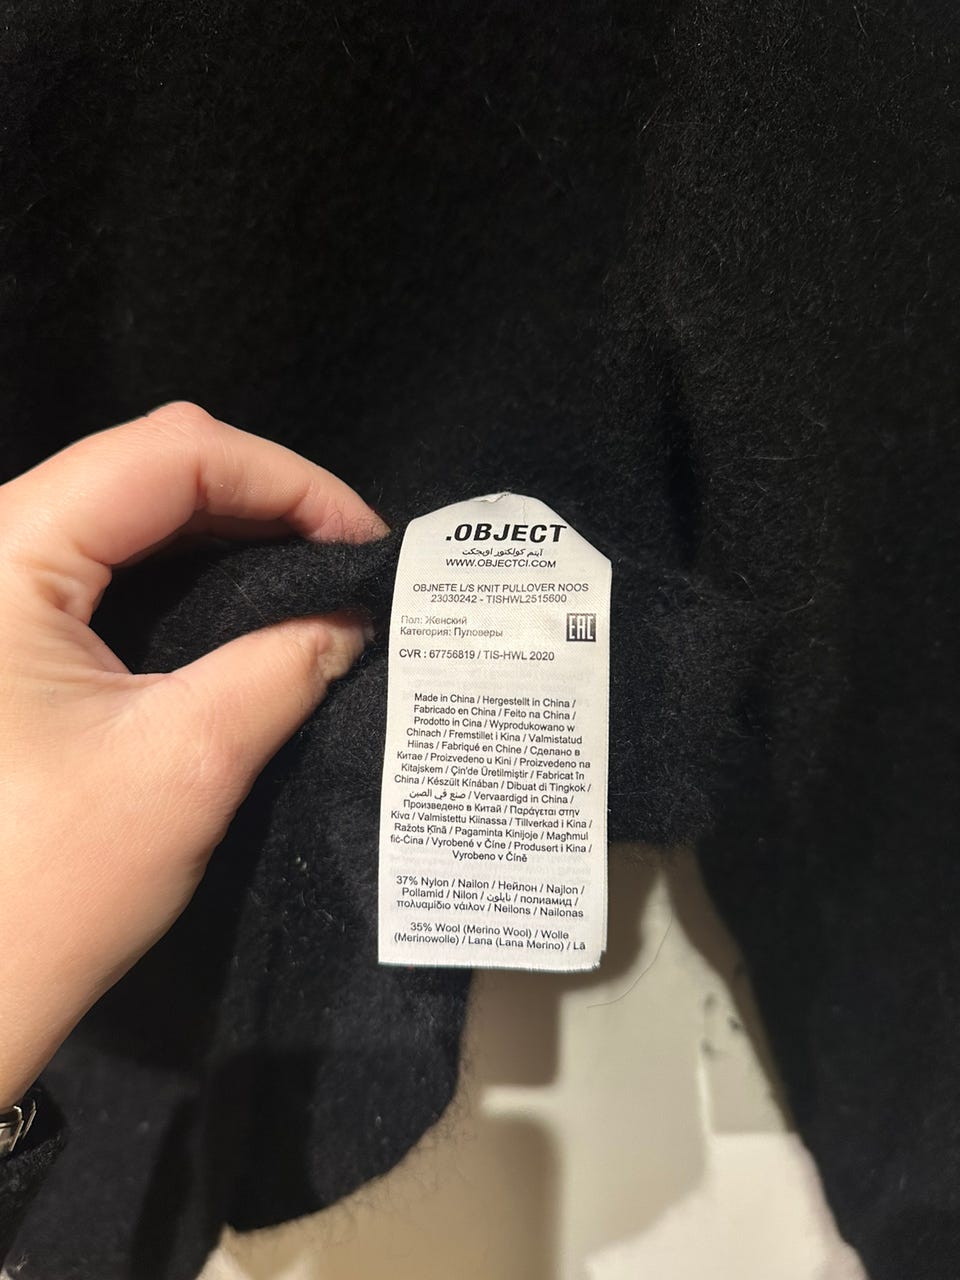 .OBJECT
آيتم كولكتور اوبجكت
WWW.OBJECTCI.COM
OBJNETE L/S KNIT PULLOVER NOOS
23030242 - TISHWL2515600
Пол: Женский
Категория: Пуловеры
EAC
CVR : 67756819 / TIS-HWL 2020
Made in China / Hergestellt in China /
Fabricado en China / Feito na China /
Prodotto in Cina / Wyprodukowano w
Chinach / Fremstillet i Kina / Valmistatud
Hiinas / Fabriqué en Chine / Сделано в
Китае / Proizvedeno u Kini / Proizvedeno na
Kitajskem / Çin'de Üretilmiştir / Fabricat în
China / Készült Kínában / Dibuat di Tingkok /
صنع في الصين / Vervaardigd in China /
Произведено в Китай / Παράγεται στην
Κίνα / Valmistettu Kiinassa / Tillverkad i Kina /
Ražots Ķīnā / Pagaminta Kinijoje / Magħmul
fiċ-Ċina / Vyrobené v Číne / Produsert i Kina /
Vyrobeno v Číně
37% Nylon / Nailon / Нейлон / Najlon /
Poliamid / Nilon / نايلون / полиамид /
πολυαμίδιο νάιλον / Neilons / Nailonas
35% Wool (Merino Wool) / Wolle
(Merinowolle) / Lana (Lana Merino) / Lã